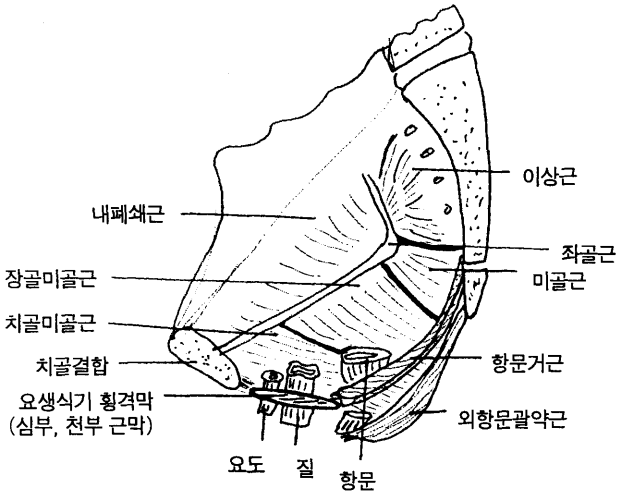 이상근
내폐쇄근
좌골근
미골근
장골미골근
치골미골근
치골결합
항문거근
요생식기 횡격막
(심부, 천부 근막)
외항문괄약근
요도
질
항문